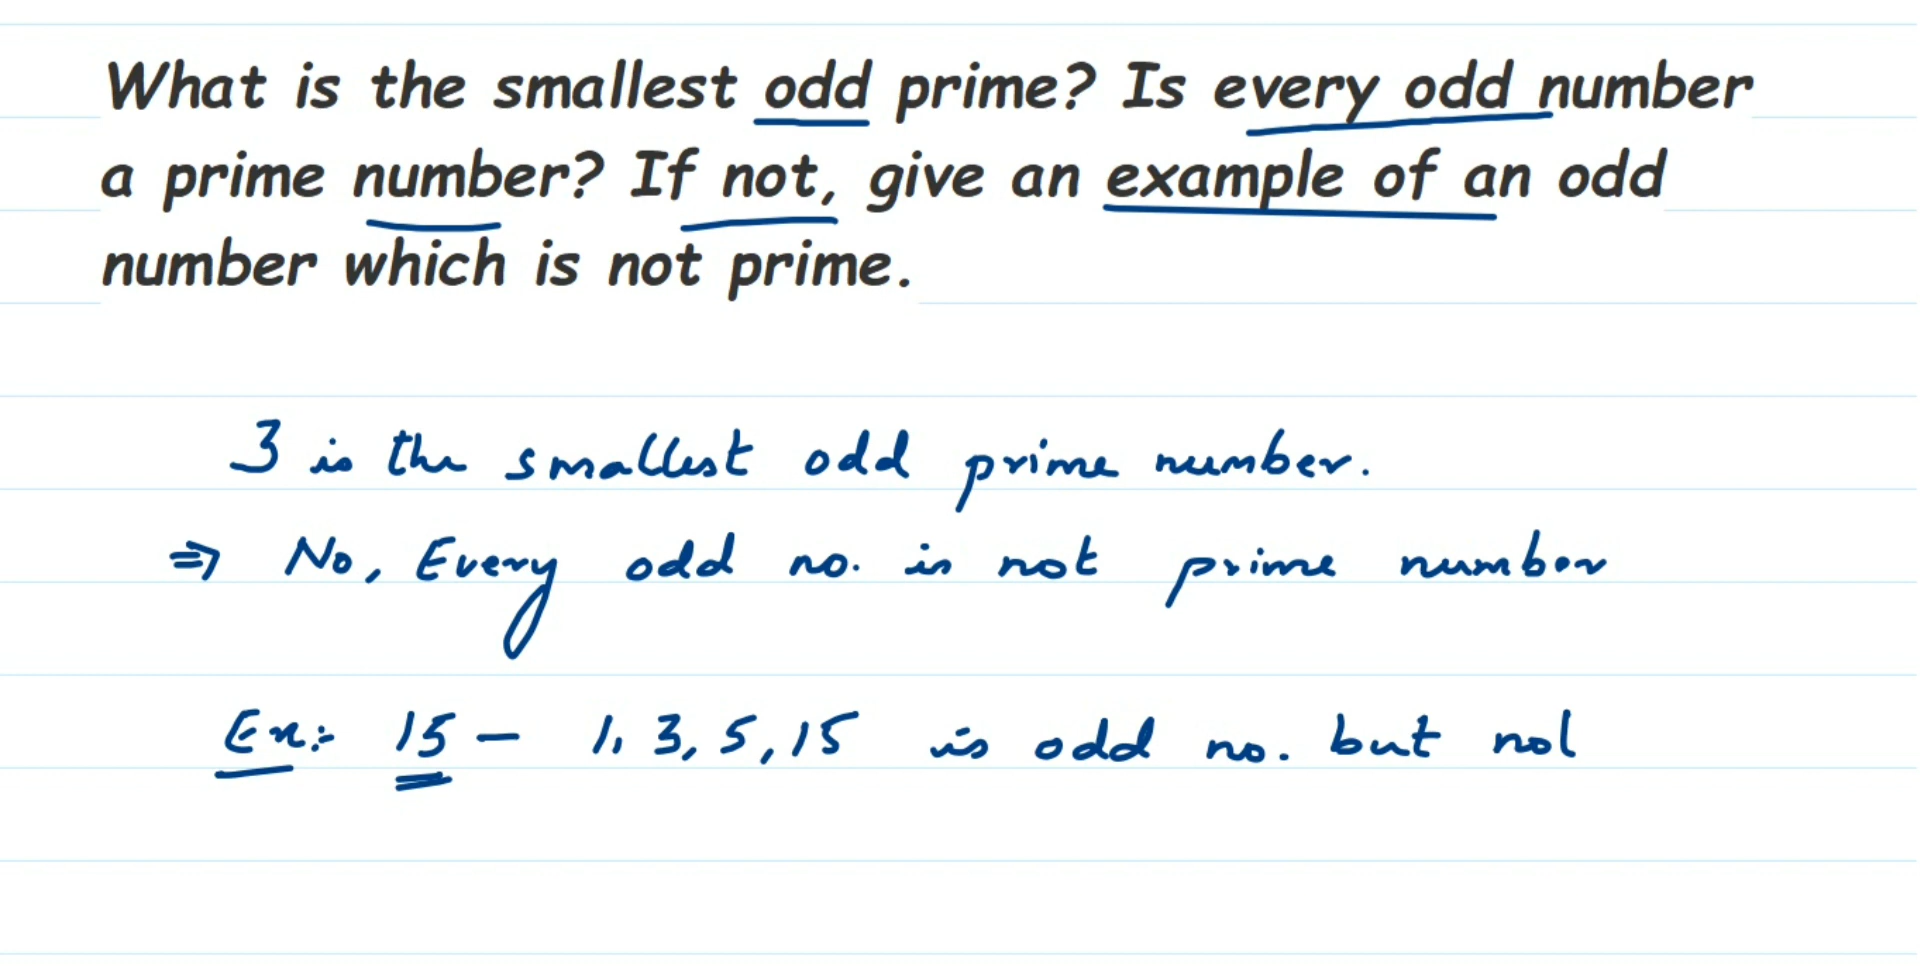 What is the smallest odd prime? Is every odd number
a prime number? If not, give an example of an odd
number which is not prime.
3 is the smallest odd prime number.
⇒ No, Every odd no. is not prime number
Ex:- 15 - 1, 3, 5, 15 is odd no. but not